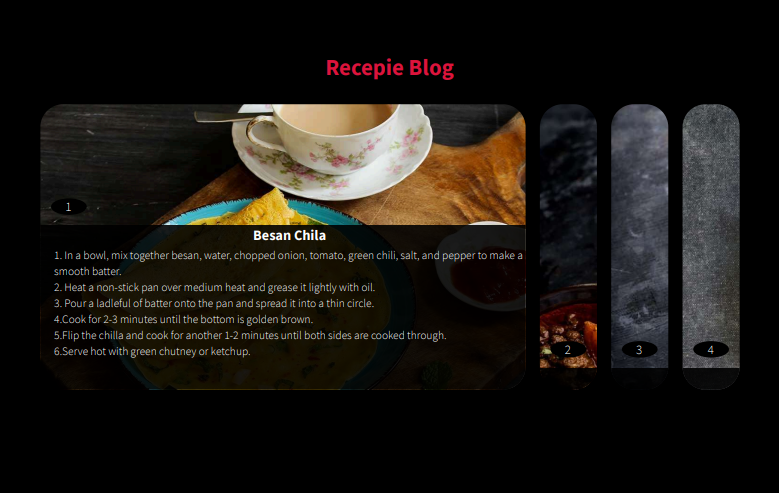 Recepie Blog
1
Besan Chila
1. In a bowl, mix together besan, water, chopped onion, tomato, green chili, salt, and pepper to make a
smooth batter.
2. Heat a non-stick pan over medium heat and grease it lightly with oil.
3. Pour a ladleful of batter onto the pan and spread it into a thin circle.
4.Cook for 2-3 minutes until the bottom is golden brown.
5.Flip the chilla and cook for another 1-2 minutes until both sides are cooked through.
6.Serve hot with green chutney or ketchup.
2
3
4